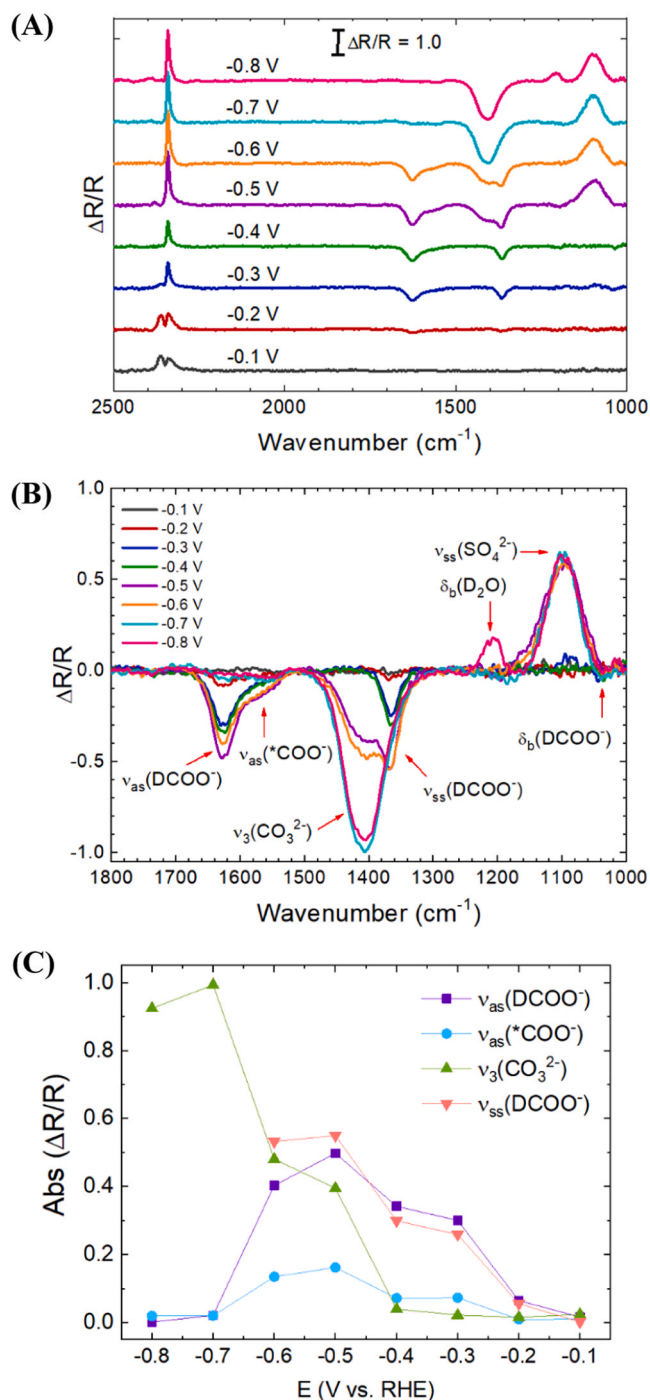 (A)
ΔR/R = 1.0
-0.8 V
-0.7 V
-0.6 V
-0.5 V
-0.4 V
-0.3 V
-0.2 V
-0.1 V
ΔR/R
2500 2000 1500 1000
Wavenumber (cm⁻¹)
(B)
1.0
0.5
0.0
-0.5
-1.0
ΔR/R
-0.1 V
-0.2 V
-0.3 V
-0.4 V
-0.5 V
-0.6 V
-0.7 V
-0.8 V
νss(SO₄²⁻)
δb(D₂O)
δb(DCOO⁻)
νas(*COO⁻)
νas(DCOO⁻)
νss(DCOO⁻)
ν₃(CO₃²⁻)
1800 1700 1600 1500 1400 1300 1200 1100 1000
Wavenumber (cm⁻¹)
(C)
1.0
0.8
0.6
0.4
0.2
0.0
Abs (ΔR/R)
νas(DCOO⁻)
νas(*COO⁻)
ν₃(CO₃²⁻)
νss(DCOO⁻)
-0.8 -0.7 -0.6 -0.5 -0.4 -0.3 -0.2 -0.1
E (V vs. RHE)